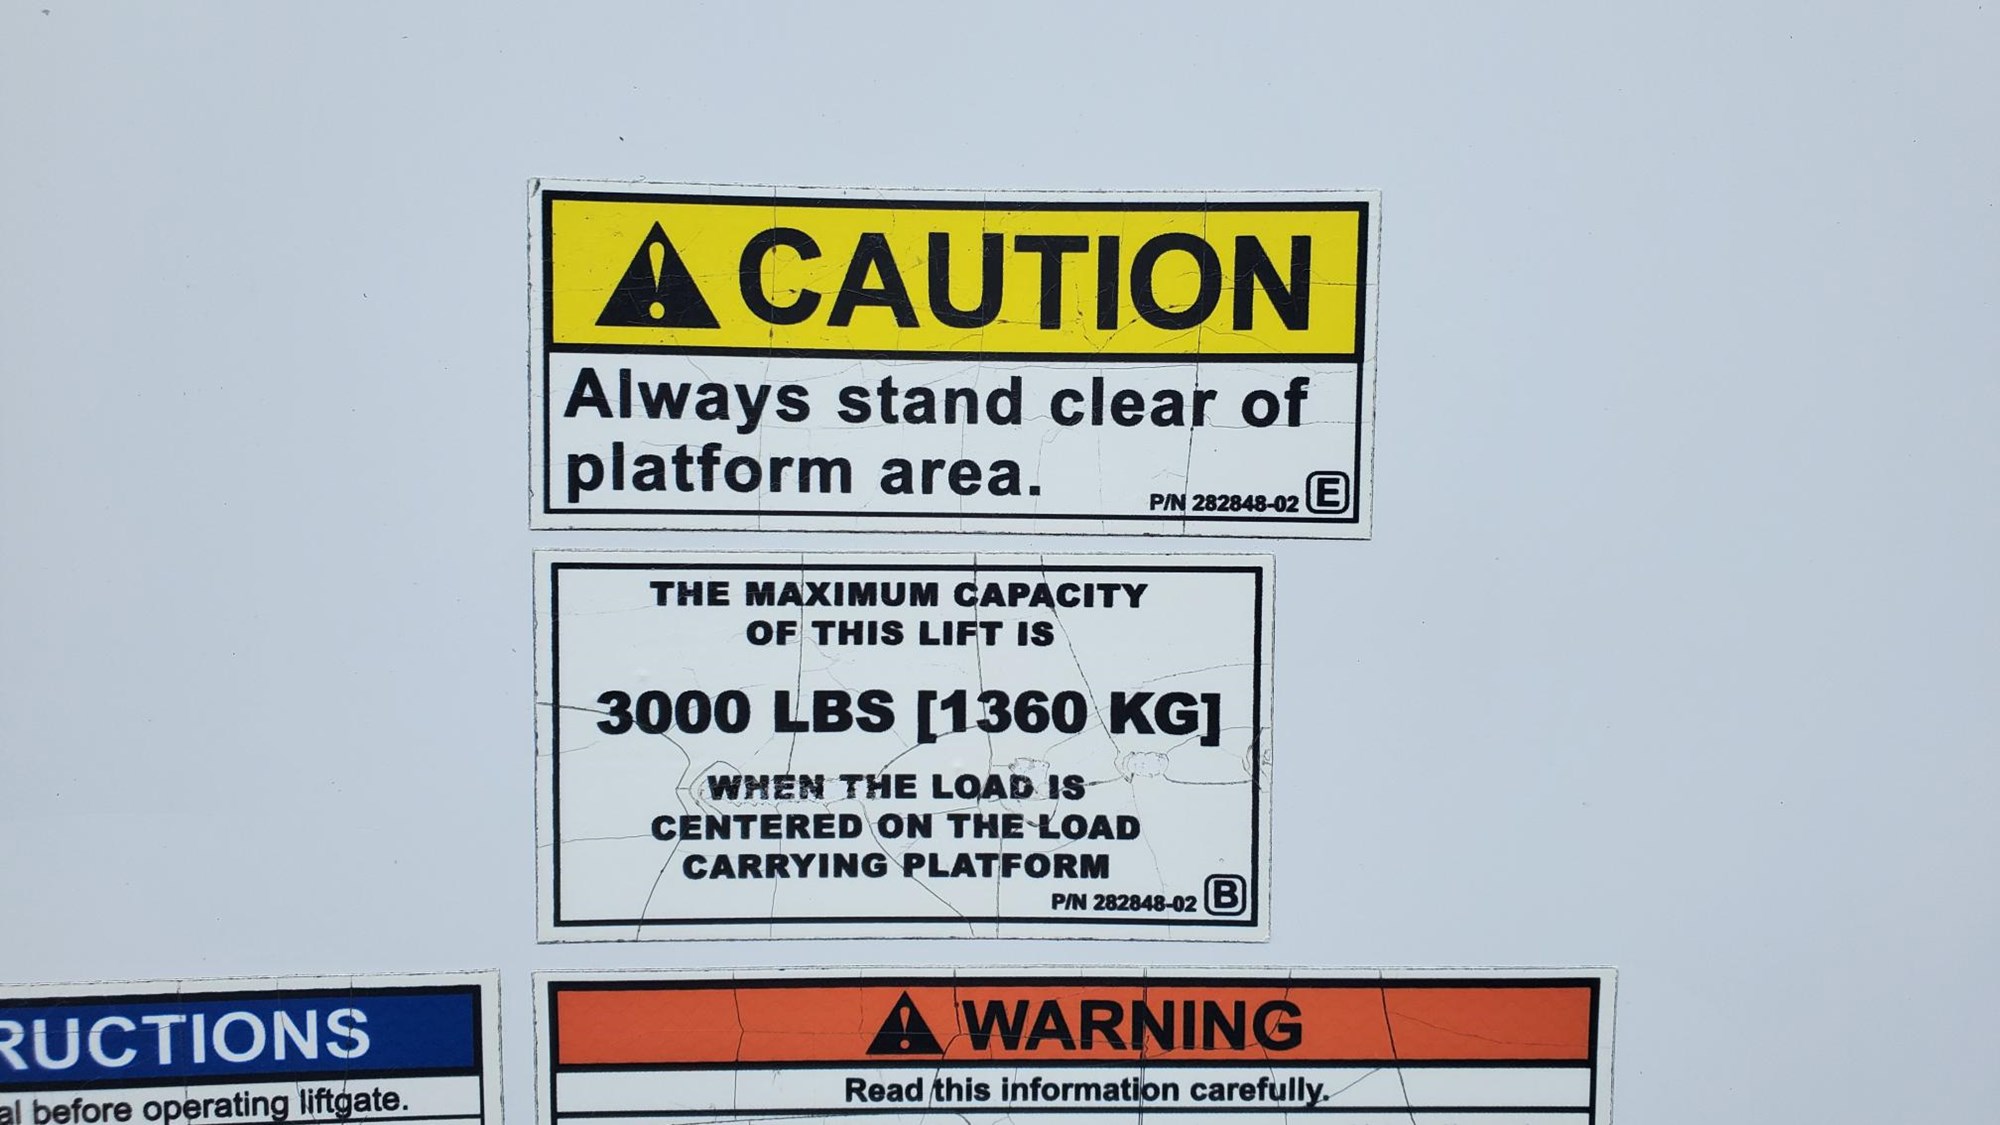 CAUTION
Always stand clear of
platform area.
P/N 282848-02 E
THE MAXIMUM CAPACITY
OF THIS LIFT IS
3000 LBS [1360 KG]
WHEN THE LOAD IS
CENTERED ON THE LOAD
CARRYING PLATFORM
P/N 282848-02 B
RUCTIONS
al before operating liftgate.
WARNING
Read this information carefully.